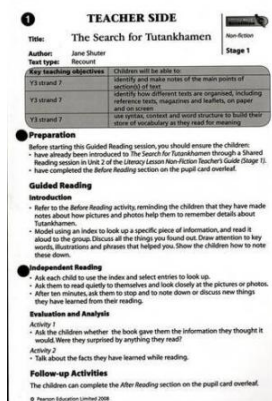 1
TEACHER SIDE
Title: The Search for Tutankhamen
Non-fiction
Author: Jane Shuter
Stage 1
Text type: Recount
Key teaching objectives Children will be able to:
Y3 strand 7 identify and make notes of the main points of
section(s) of text
Y3 strand 7 identify how different texts are organised, including
reference texts, magazines and leaflets, on paper
and on screen
Y3 strand 7 use syntax, context and word structure to build their
store of vocabulary as they read for meaning
Preparation
Before starting this Guided Reading session, you should ensure the children:
• have already been introduced to The Search for Tutankhamen through a Shared
Reading session in Unit 2 of the Literacy Lesson Non-Fiction Teacher's Guide (Stage 1).
• have completed the Before Reading section on the pupil card overleaf.
Guided Reading
Introduction
• Refer to the Before Reading activity, reminding the children that they have made
notes about how pictures and photos help them to remember details about
Tutankhamen.
• Model using an index to look up a specific piece of information, and read it
aloud to the group. Discuss all the things you found out. Draw attention to key
words, illustrations and phrases that helped you. Show the children how to note
these down.
Independent Reading
• Ask each child to use the index and select entries to look up.
• Ask them to read quietly to themselves and look closely at the pictures or photos.
• After ten minutes, ask them to stop and to note down or discuss new things
they have learned from their reading.
Evaluation and Analysis
Activity 1
• Ask the children whether the book gave them the information they thought it
would. Were they surprised by anything they read?
Activity 2
• Talk about the facts they have learned while reading.
Follow-up Activities
The children can complete the After Reading section on the pupil card overleaf.
© Pearson Education Limited 2008